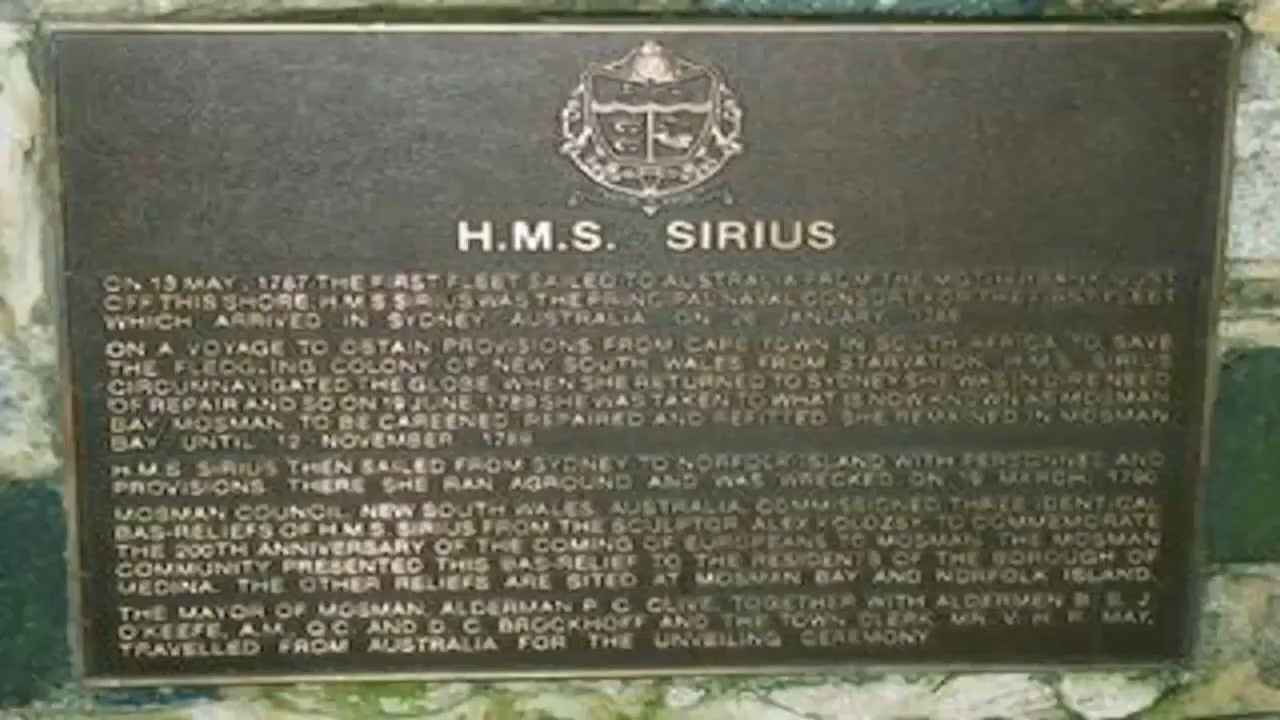 H.M.S. SIRIUS
ON 13 MAY, 1787 THE FIRST FLEET SAILED TO AUSTRALIA FROM THE MOTHERBANK JUST
OFF THIS SHORE. H.M.S SIRIUS WAS THE PRINCIPAL NAVAL CONSORT FOR THE FIRST FLEET
WHICH ARRIVED IN SYDNEY, AUSTRALIA, ON 26 JANUARY, 1788
ON A VOYAGE TO OBTAIN PROVISIONS FROM CAPE TOWN IN SOUTH AFRICA TO SAVE
THE FLEDGLING COLONY OF NEW SOUTH WALES FROM STARVATION, H.M.S. SIRIUS
CIRCUMNAVIGATED THE GLOBE. WHEN SHE RETURNED TO SYDNEY SHE WAS IN DIRE NEED
OF REPAIR AND SO ON JUNE, 1789 SHE WAS TAKEN TO WHAT IS NOW KNOWN AS MOSMAN
BAY, MOSMAN, TO BE CAREENED, REPAIRED AND REFITTED. SHE REMAINED IN MOSMAN
BAY UNTIL 12 NOVEMBER, 1789
H.M.S. SIRIUS THEN SAILED FROM SYDNEY TO NORFOLK ISLAND WITH PERSONNEL AND
PROVISIONS. THERE SHE RAN AGROUND AND WAS WRECKED ON 19 MARCH, 1790
MOSMAN COUNCIL, NEW SOUTH WALES, AUSTRALIA, COMMISSIONED THREE IDENTICAL
BAS-RELIEFS OF H.M.S. SIRIUS FROM THE SCULPTOR, ALEX KOLOZSY, TO COMMEMORATE
THE 200TH ANNIVERSARY OF THE COMING OF EUROPEANS TO MOSMAN. THE MOSMAN
COMMUNITY PRESENTED THIS BAS-RELIEF TO THE RESIDENTS OF THE BOROUGH OF
MEDINA. THE OTHER RELIEFS ARE SITED AT MOSMAN BAY AND NORFOLK ISLAND.
THE MAYOR OF MOSMAN, ALDERMAN P. C. CLIVE, TOGETHER WITH ALDERMEN B. S. J.
O'KEEFE, A.M., Q.C. AND D. C. BROCKHOFF AND THE TOWN CLERK, MR. V. H. R. MAY,
TRAVELLED FROM AUSTRALIA FOR THE UNVEILING CEREMONY